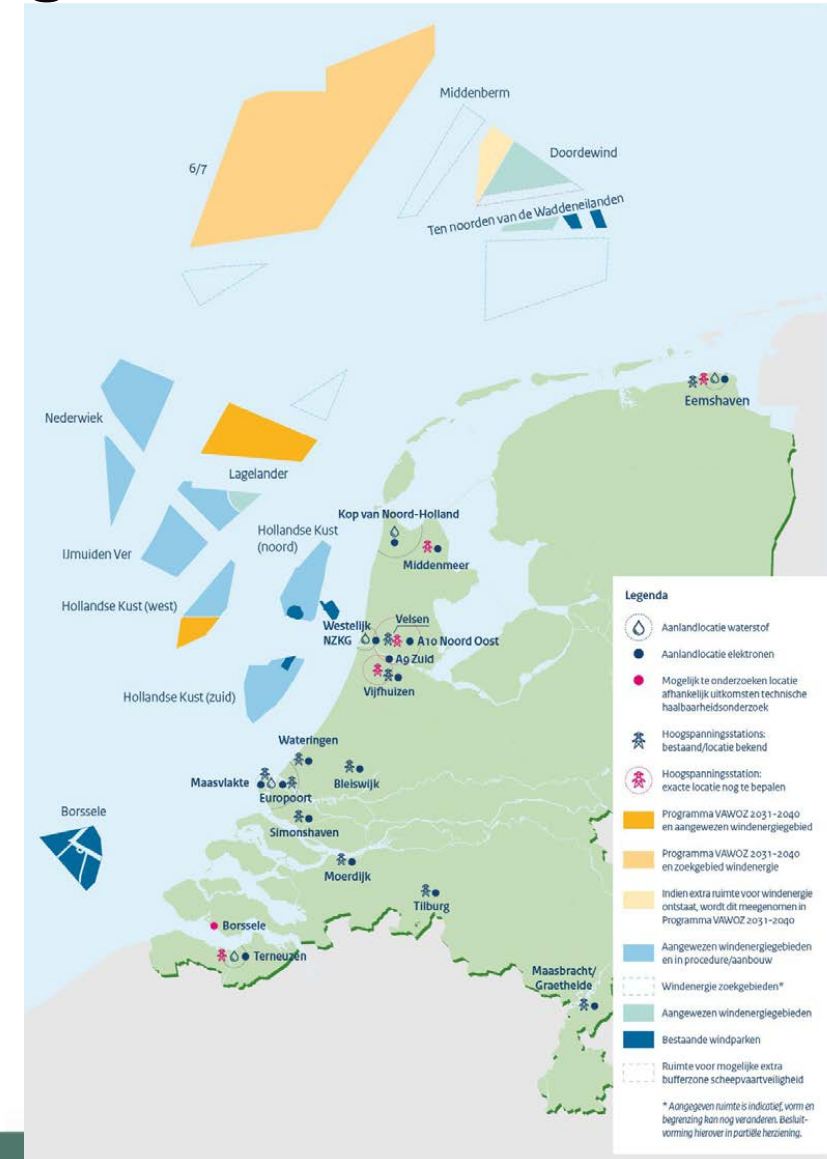 Middenberm
6/7
Doordewind
Ten noorden van de Waddeneilanden
Eemshaven
Nederwiek
Lagelander
Kop van Noord-Holland
Hollandse Kust
(noord)
IJmuiden Ver
Middenmeer
Hollandse Kust (west)
Velsen
Westelijk
NZKG
A10 Noord Oost
A9 Zuid
Vijfhuizen
Hollandse Kust (zuid)
Wateringen
Maasvlakte
Bleiswijk
Europoort
Borssele
Simonshaven
Moerdijk
Tilburg
Borssele
Terneuzen
Maasbracht/
Graetheide
Legenda
Aanlandlocatie waterstof
Aanlandlocatie elektronen
Mogelijk te onderzoeken locatie
afhankelijk uitkomsten technische
haalbaarheidsonderzoek
Hoogspanningsstations:
bestaand/locatie bekend
Hoogspanningsstation:
exacte locatie nog te bepalen
Programma VAWOZ 2031-2040
en aangewezen windenergiegebied
Programma VAWOZ 2031-2040
en zoekgebied windenergie
Indien extra ruimte voor windenergie
ontstaat, wordt dit meegenomen in
Programma VAWOZ 2031-2040
Aangewezen windenergiegebieden
en in procedure/aanbouw
Windenergie zoekgebieden*
Aangewezen windenergiegebieden
Bestaande windparken
Ruimte voor mogelijke extra
bufferzone scheepvaartveiligheid
* Aangegeven ruimte is indicatief, vorm en
begrenzing kan nog veranderen. Besluit-
vorming hierover in partiële herziening.